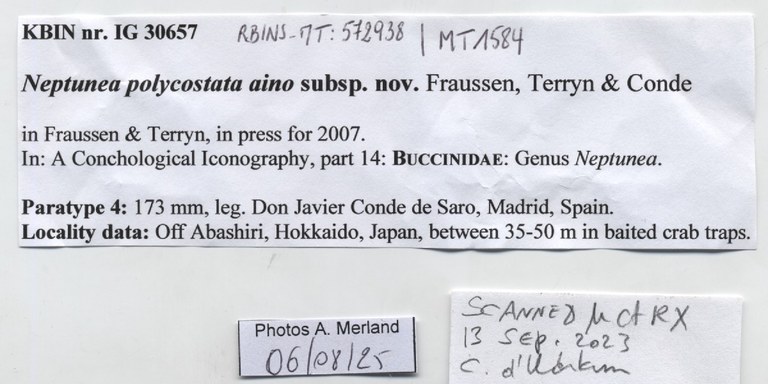 KBIN nr. IG 30657 RBINS-MT: 572938 | MT1584
Neptunea polycostata aino subsp. nov. Fraussen, Terryn & Conde
in Fraussen & Terryn, in press for 2007.
In: A Conchological Iconography, part 14: BUCCINIDAE: Genus Neptunea.
Paratype 4: 173 mm, leg. Don Javier Conde de Saro, Madrid, Spain.
Locality data: Off Abashiri, Hokkaido, Japan, between 35-50 m in baited crab traps.
Photos A. Merland
06/08/25
SCANNED µCT RX
13 SEP. 2023
C. d'Udekem